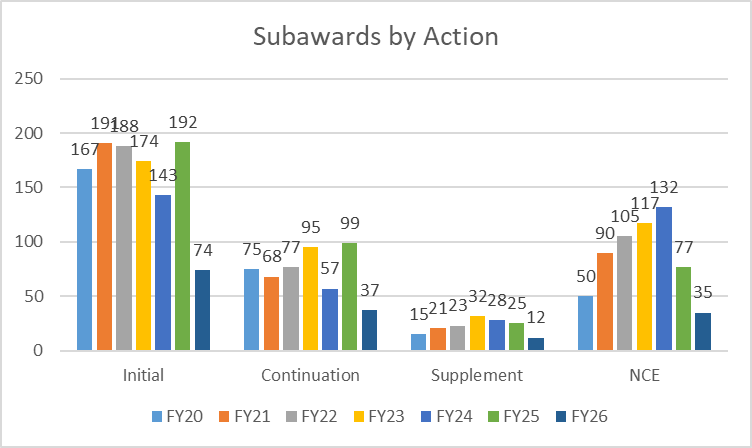 Subawards by Action
250
200
150
100
50
0
167 191 188 174 143 192 74
75 68 77 95 57 99 37
15 21 23 32 28 25 12
50 90 105 117 132 77 35
Initial Continuation Supplement NCE
FY20 FY21 FY22 FY23 FY24 FY25 FY26